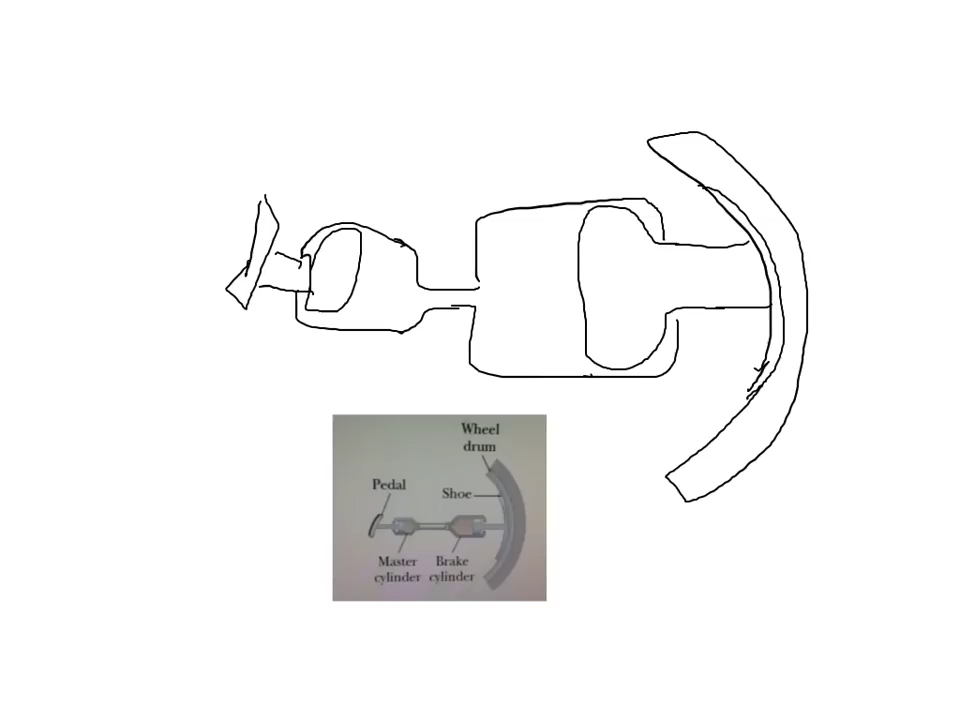 Wheel
drum
Pedal
Shoe
Master
cylinder
Brake
cylinder